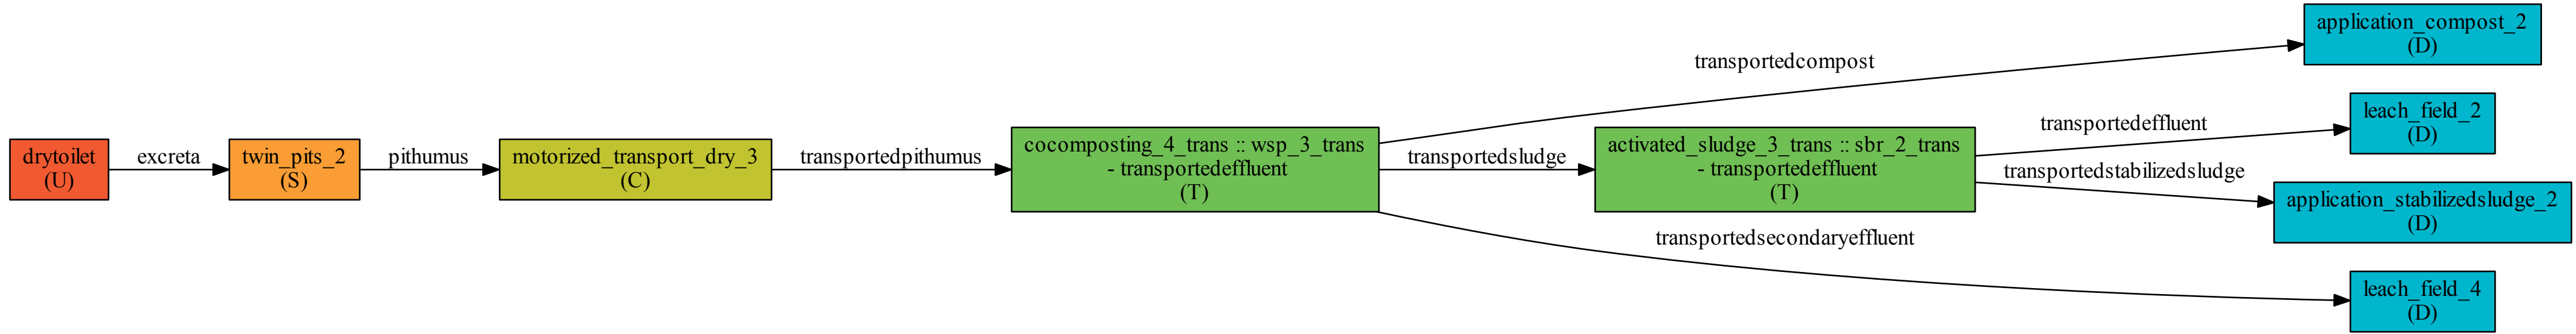 drytoilet
(U)
excreta
twin_pits_2
(S)
pithumus
motorized_transport_dry_3
(C)
transportedpithumus
cocomposting_4_trans :: wsp_3_trans
- transportedeffluent
(T)
transportedcompost
transportedsludge
transportedsecondaryeffluent
activated_sludge_3_trans :: sbr_2_trans
- transportedeffluent
(T)
transportedeffluent
transportedstabilizedsludge
application_compost_2
(D)
leach_field_2
(D)
application_stabilizedsludge_2
(D)
leach_field_4
(D)